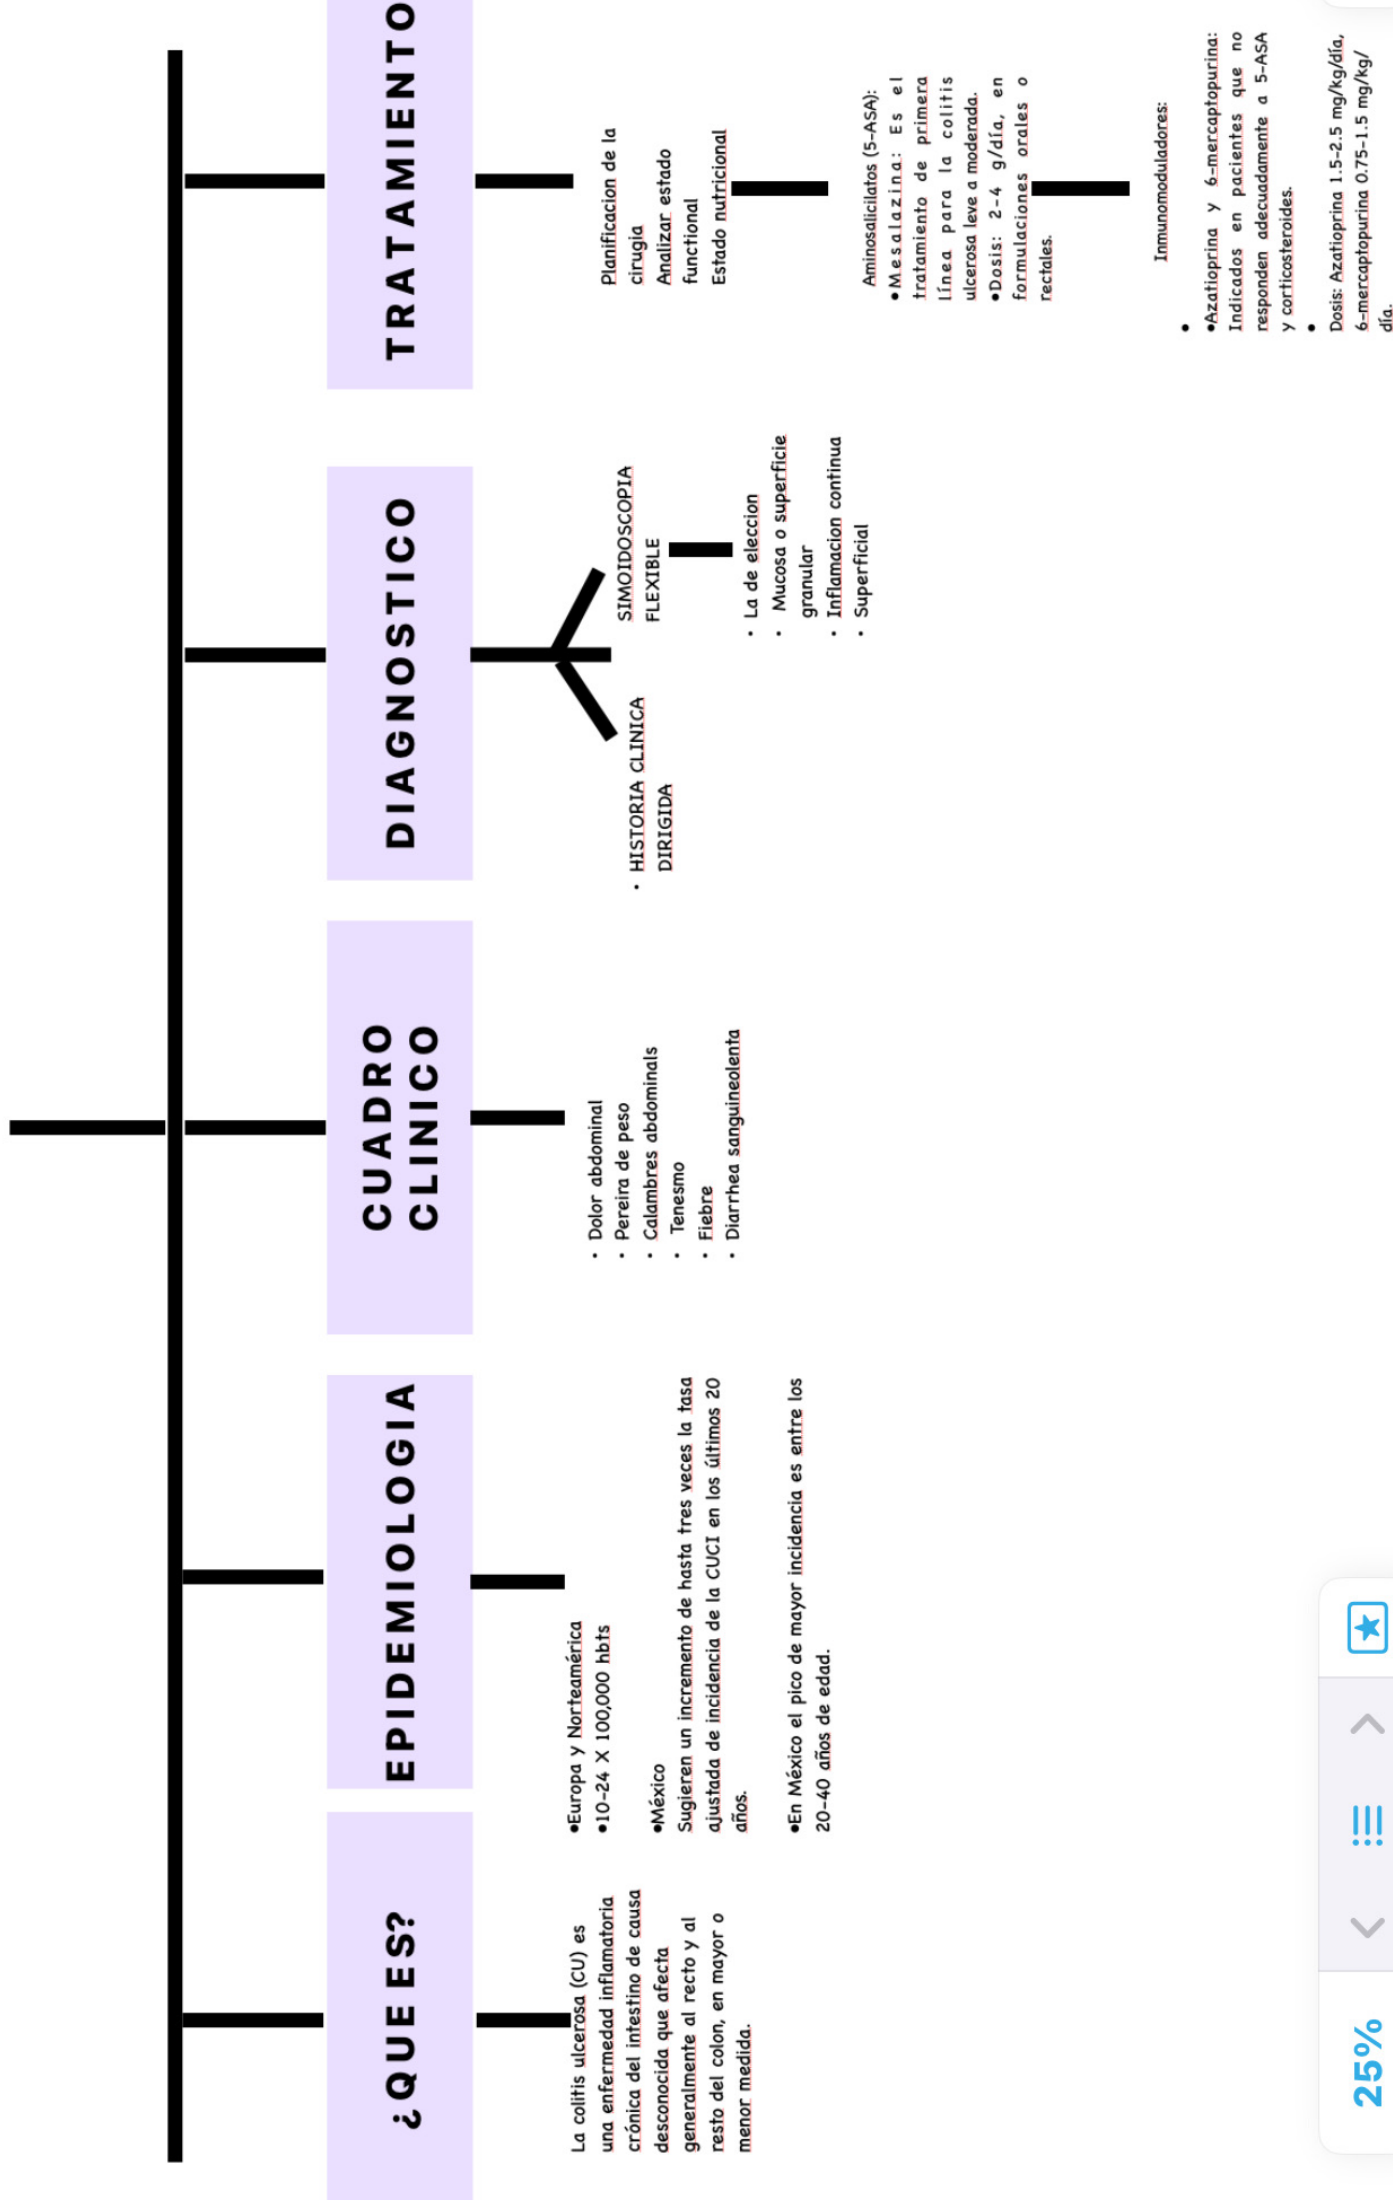 ¿QUE ES?
La colitis ulcerosa (CU) es
una enfermedad inflamatoria
crónica del intestino de causa
desconocida que afecta
generalmente al recto y al
resto del colon, en mayor o
menor medida.
EPIDEMIOLOGIA
•Europa y Norteamérica
•10-24 X 100,000 hbts
•México
Sugieren un incremento de hasta tres veces la tasa
ajustada de incidencia de la CUCI en los últimos 20
años.
•En México el pico de mayor incidencia es entre los
20-40 años de edad.
CUADRO
CLINICO
• Dolor abdominal
• Pereira de peso
• Calambres abdominals
• Tenesmo
• Fiebre
• Diarrhea sanguineolenta
DIAGNOSTICO
• HISTORIA CLINICA
DIRIGIDA
SIMOIDOSCOPIA
FLEXIBLE
• La de eleccion
• Mucosa o superficie
granular
• Inflamacion continua
• Superficial
TRATAMIENTO
Planificacion de la
cirugia
Analizar estado
functional
Estado nutricional
Aminosalicilatos (5-ASA):
•Mesalazina: Es el
tratamiento de primera
línea para la colitis
ulcerosa leve a moderada.
•Dosis: 2-4 g/día, en
formulaciones orales o
rectales.
Inmunomoduladores:
•
•Azatioprina y 6-mercaptopurina:
Indicados en pacientes que no
responden adecuadamente a 5-ASA
y corticosteroides.
•
Dosis: Azatioprina 1.5-2.5 mg/kg/día,
6-mercaptopurina 0.75-1.5 mg/kg/
día.
25%